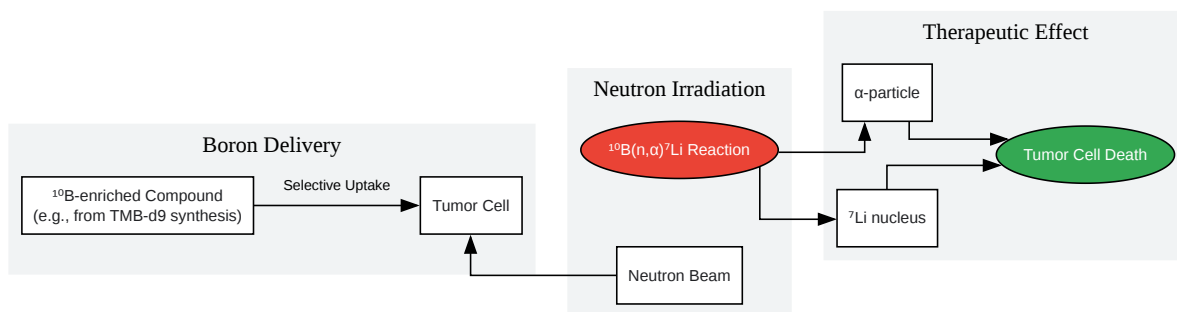 Boron Delivery
¹⁰B-enriched Compound
(e.g., from TMB-d9 synthesis)
Selective Uptake
Tumor Cell
Neutron Irradiation
¹⁰B(n,α)⁷Li Reaction
Neutron Beam
Therapeutic Effect
α-particle
⁷Li nucleus
Tumor Cell Death